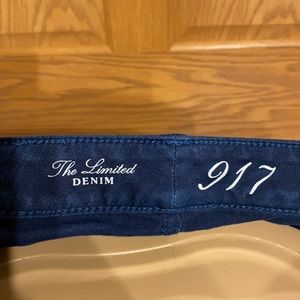 The Limited
DENIM
917